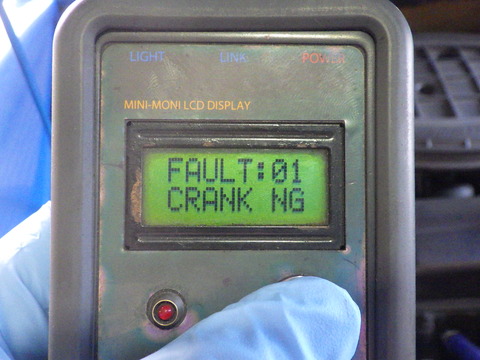 LIGHT LINK POWER
MINI-MONI LCD DISPLAY
FAULT:01
CRANK NG